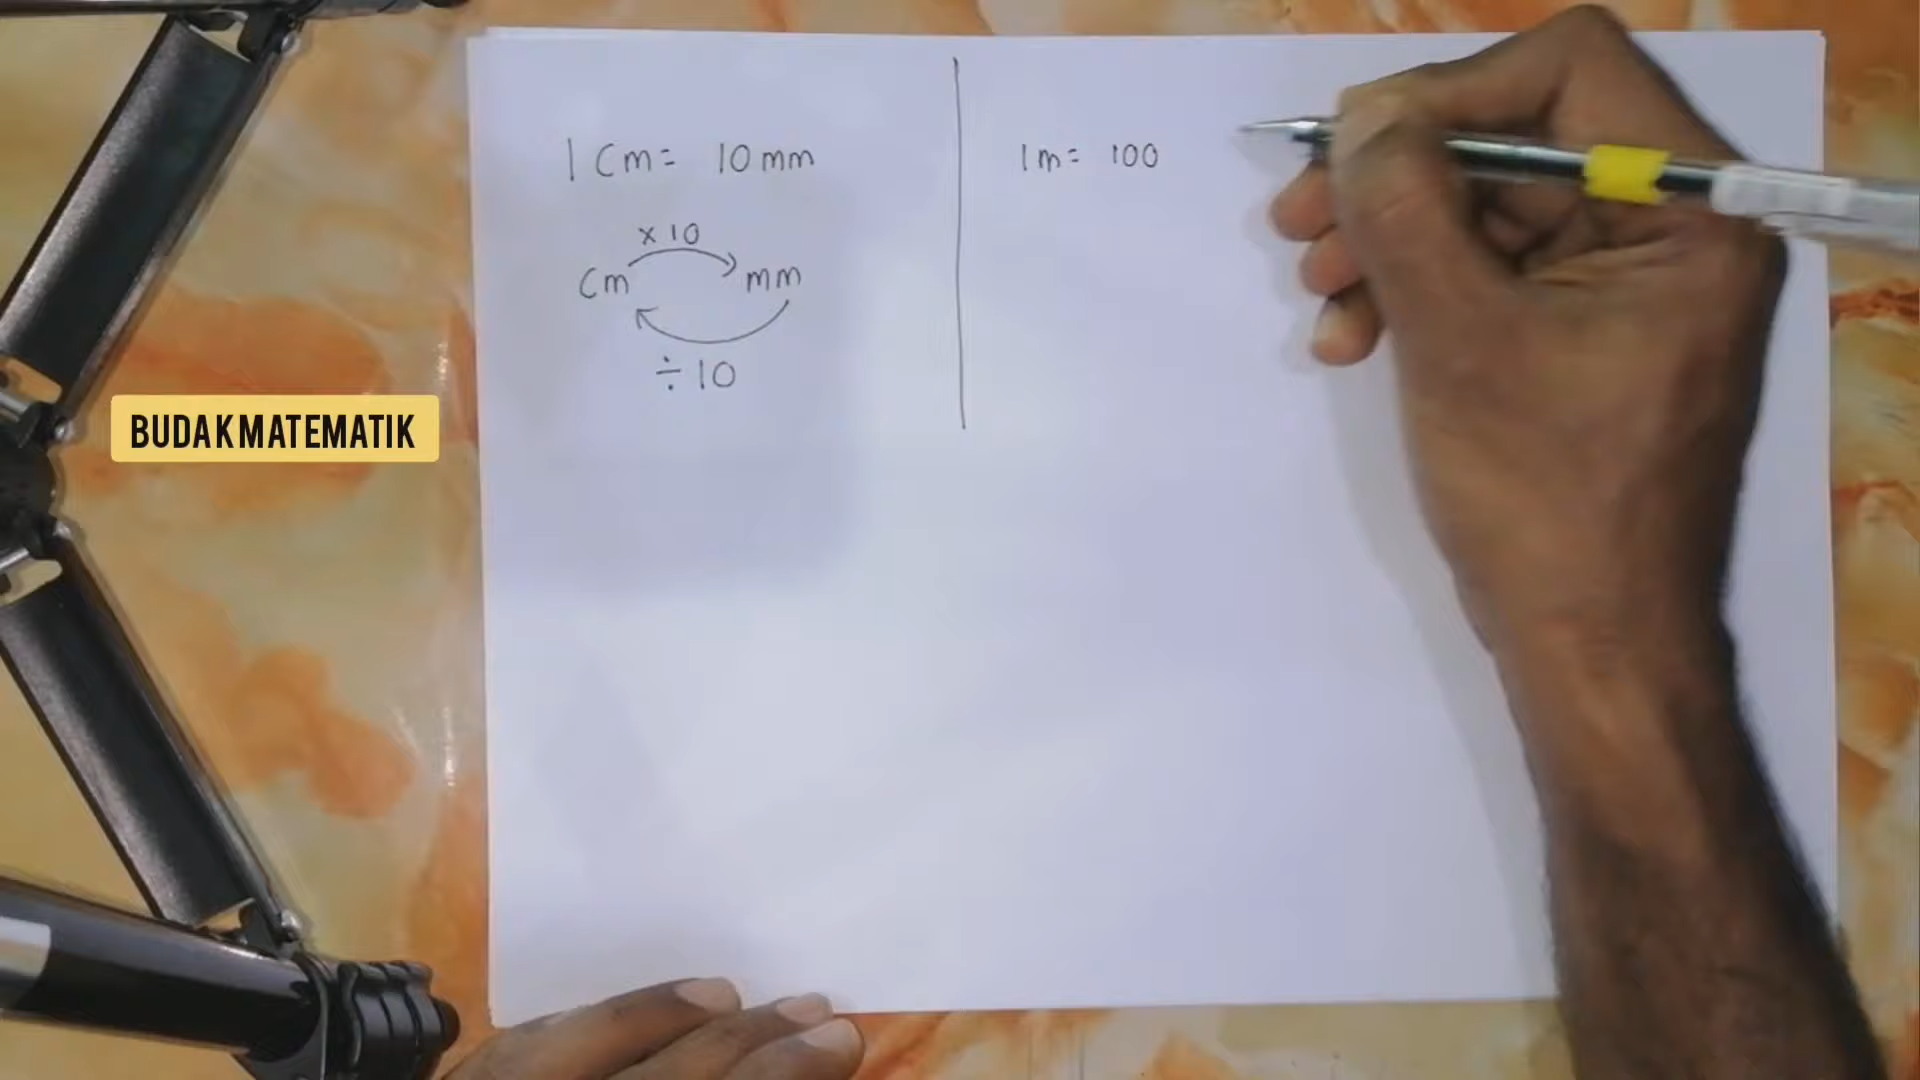 1 Cm = 10 mm
× 10
Cm mm
÷ 10
1 m = 100
BUDAKMATEMATIK